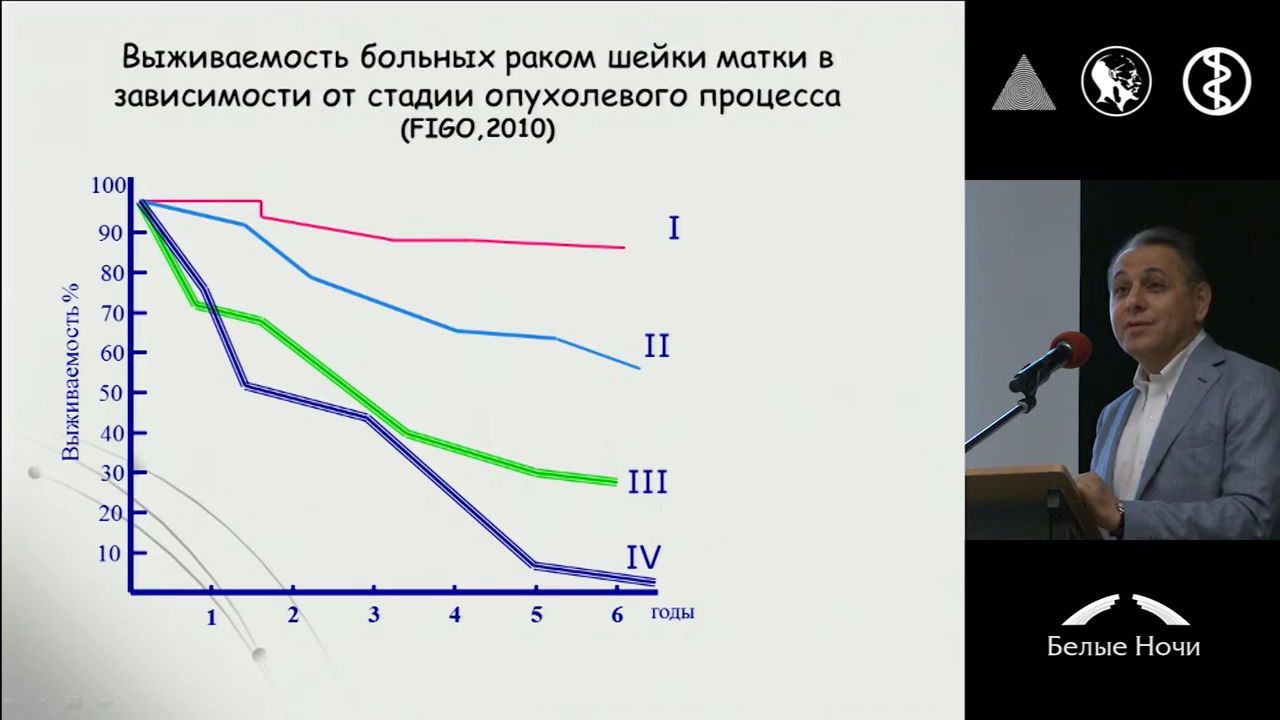 Выживаемость больных раком шейки матки в
зависимости от стадии опухолевого процесса
(FIGO,2010)
Выживаемость %
100
90
80
70
60
50
40
30
20
10
1 2 3 4 5 6 годы
I
II
III
IV
Белые Ночи